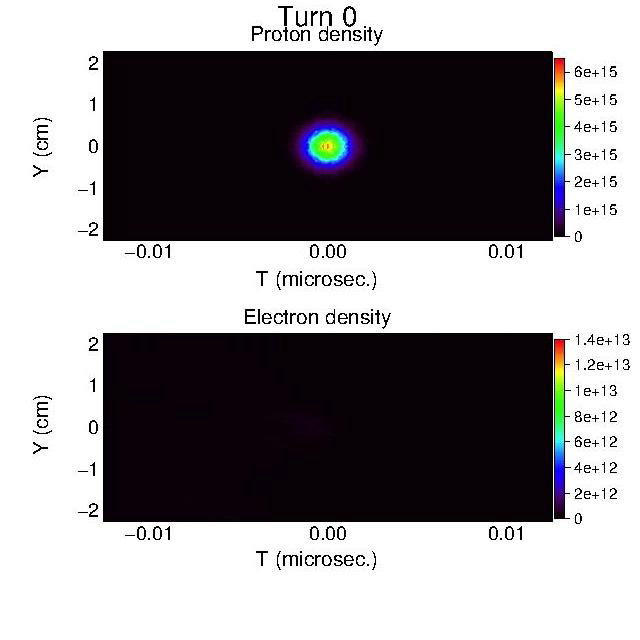 Turn 0
Proton density
2
1
0
−1
−2
Y (cm)
6e+15
5e+15
4e+15
3e+15
2e+15
1e+15
0
−0.01 0.00 0.01
T (microsec.)
Electron density
2
1
0
−1
−2
Y (cm)
1.4e+13
1.2e+13
1e+13
8e+12
6e+12
4e+12
2e+12
0
−0.01 0.00 0.01
T (microsec.)